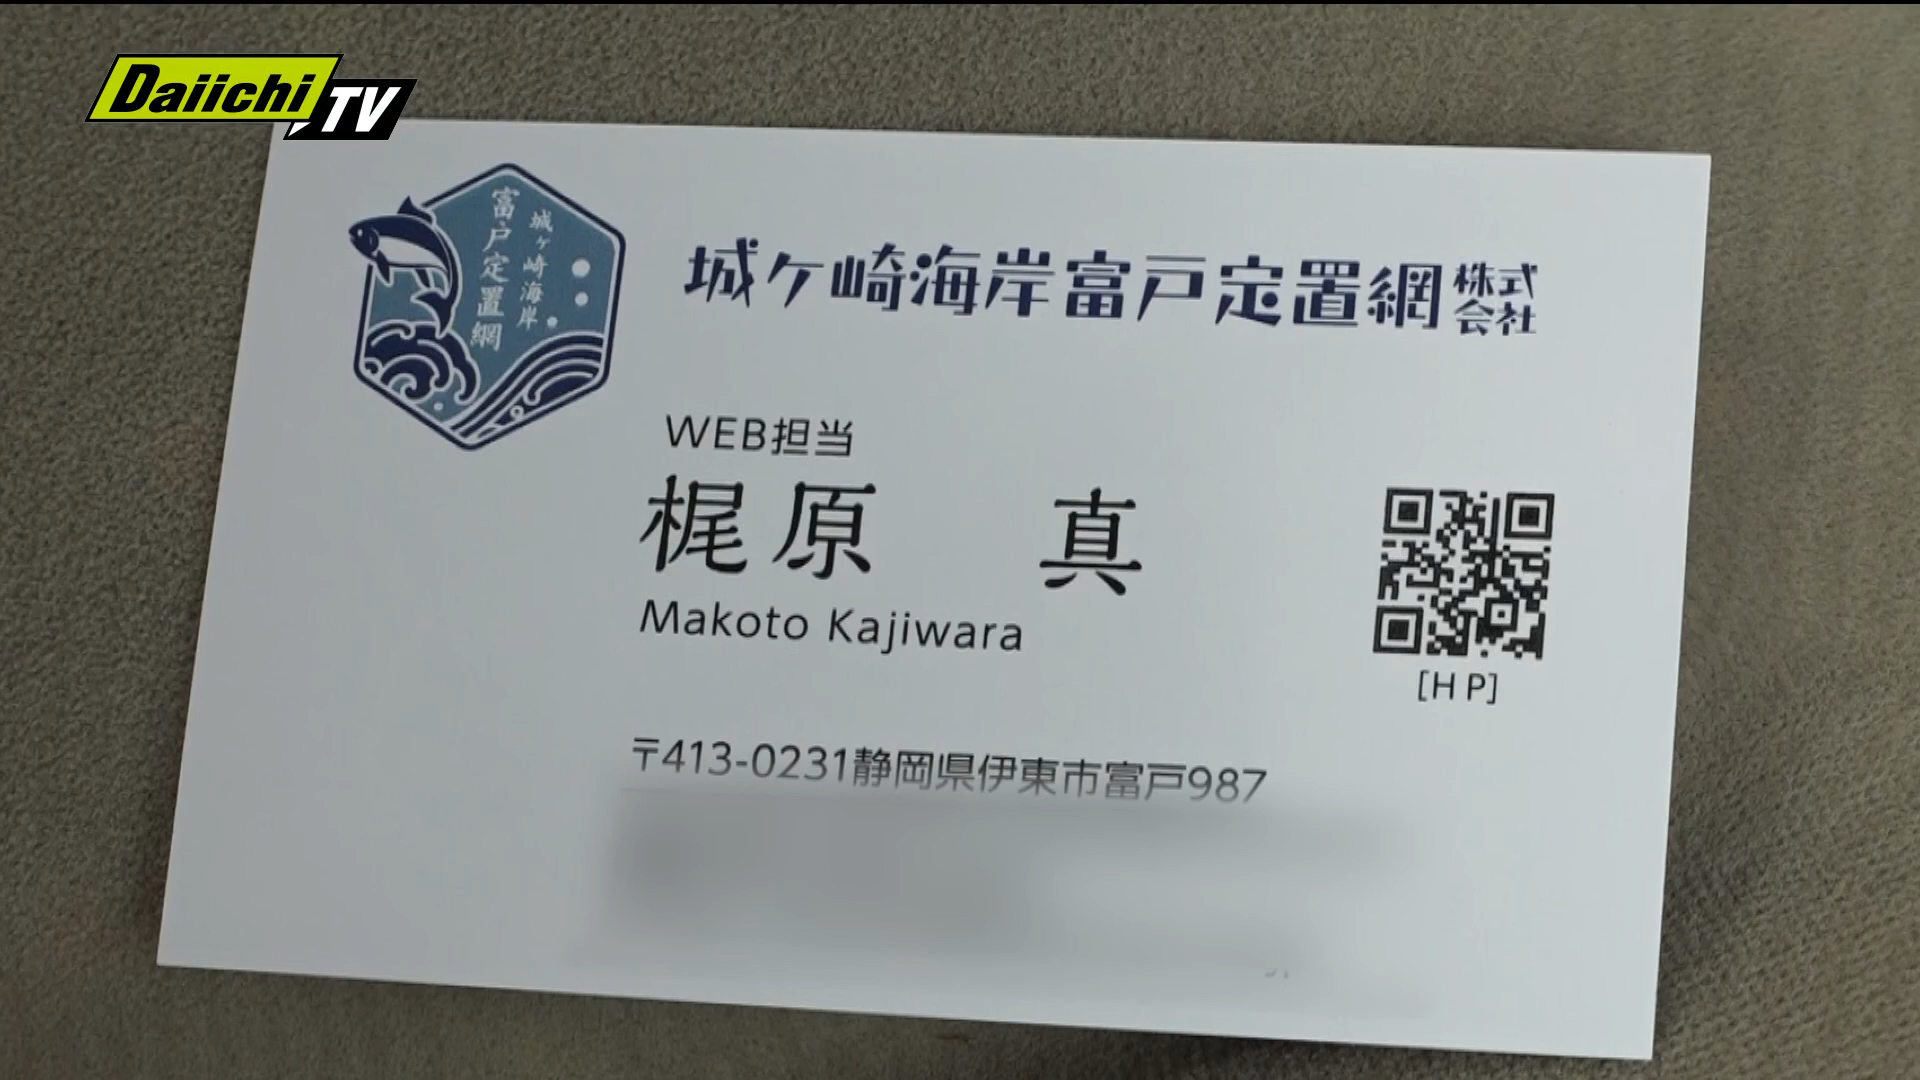 Daiichi TV
城ヶ崎海岸
富戸定置網
城ヶ崎海岸富戸定置網株式会社
WEB担当
梶原 真
Makoto Kajiwara
[HP]
〒413-0231静岡県伊東市富戸987